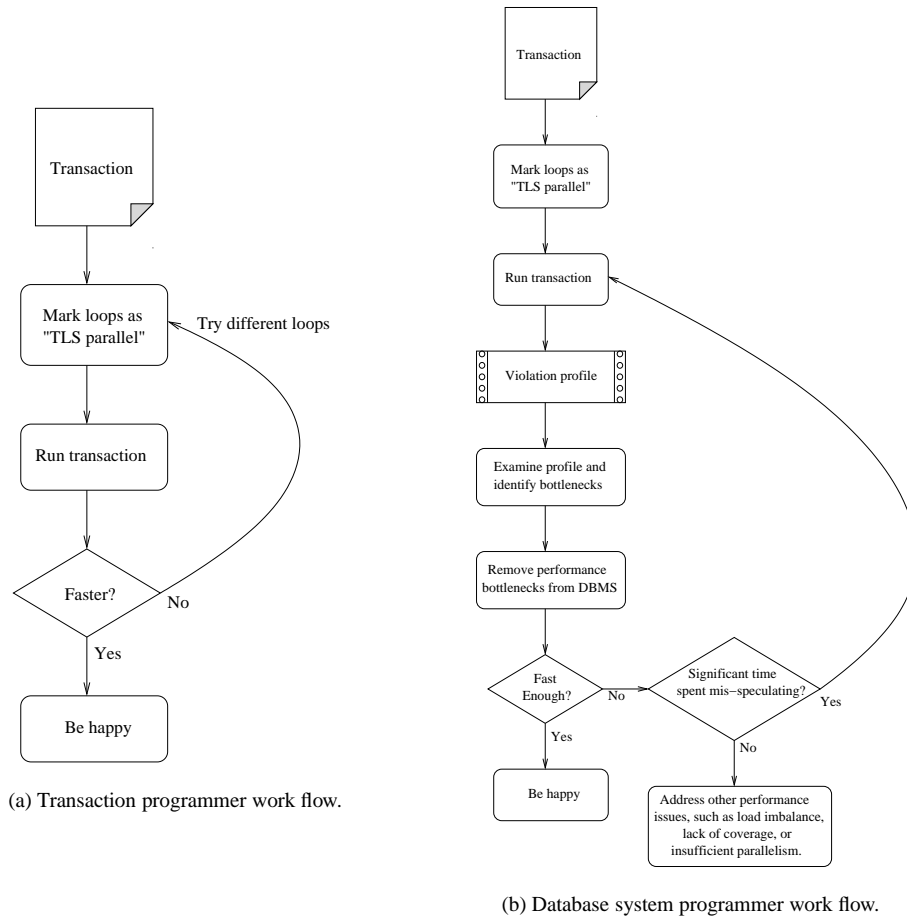 Transaction
Mark loops as
"TLS parallel"
Try different loops
Run transaction
Faster?
No
Yes
Be happy
(a) Transaction programmer work flow.
Transaction
Mark loops as
"TLS parallel"
Run transaction
Violation profile
Examine profile and
identify bottlenecks
Remove performance
bottlenecks from DBMS
Fast
Enough?
No
Significant time
spent mis−speculating?
Yes
Yes
No
Be happy
Address other performance
issues, such as load imbalance,
lack of coverage, or
insufficient parallelism.
(b) Database system programmer work flow.